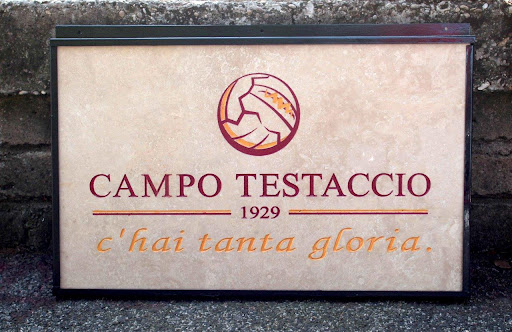 CAMPO TESTACCIO
1929
c'hai tanta gloria.